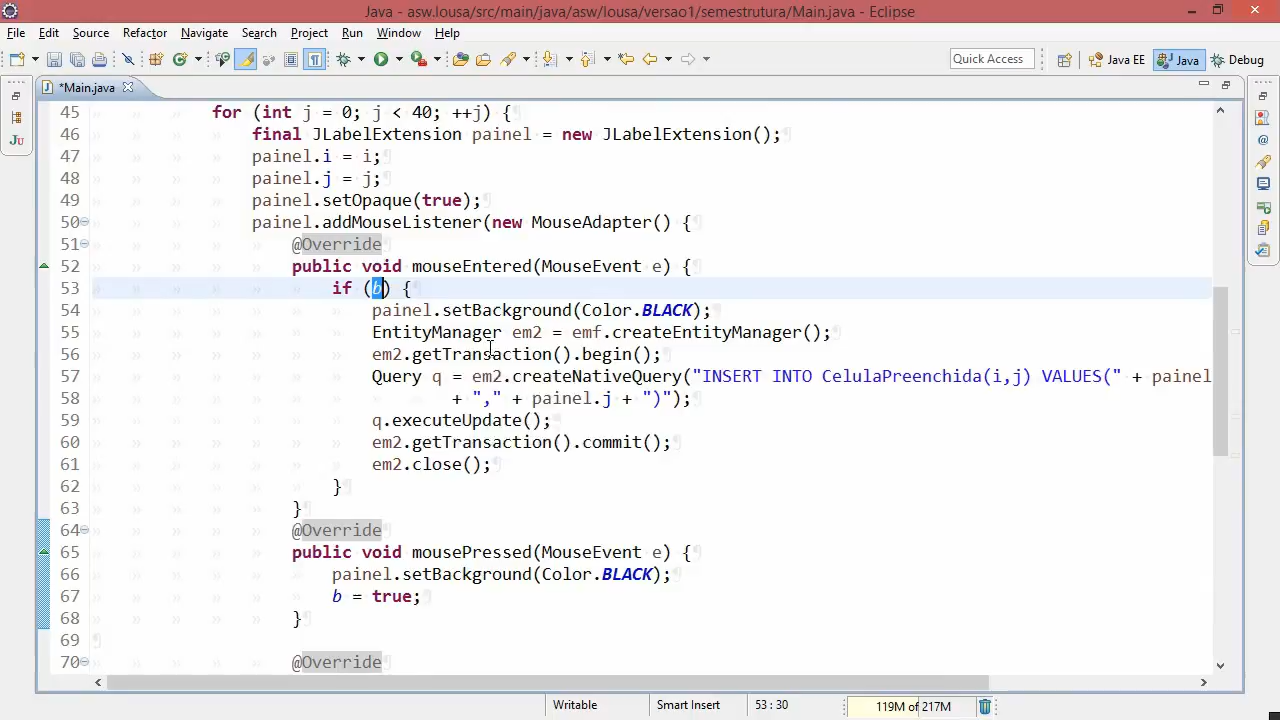 Java - asw.lousa/src/main/java/asw/lousa/versao1/semestrutura/Main.java - Eclipse
File Edit Source Refactor Navigate Search Project Run Window Help
Quick Access Java EE Java Debug
*Main.java
45 for (int j = 0; j < 40; ++j) {
46 final JLabelExtension painel = new JLabelExtension();
47 painel.i = i;
48 painel.j = j;
49 painel.setOpaque(true);
50 painel.addMouseListener(new MouseAdapter() {
51 @Override
52 public void mouseEntered(MouseEvent e) {
53 if (b) {
54 painel.setBackground(Color.BLACK);
55 EntityManager em2 = emf.createEntityManager();
56 em2.getTransaction().begin();
57 Query q = em2.createNativeQuery("INSERT INTO CelulaPreenchida(i,j) VALUES(" + painel
58 + "," + painel.j + ")");
59 q.executeUpdate();
60 em2.getTransaction().commit();
61 em2.close();
62 }
63 }
64 @Override
65 public void mousePressed(MouseEvent e) {
66 painel.setBackground(Color.BLACK);
67 b = true;
68 }
69
70 @Override
Writable Smart Insert 53 : 30 119M of 217M